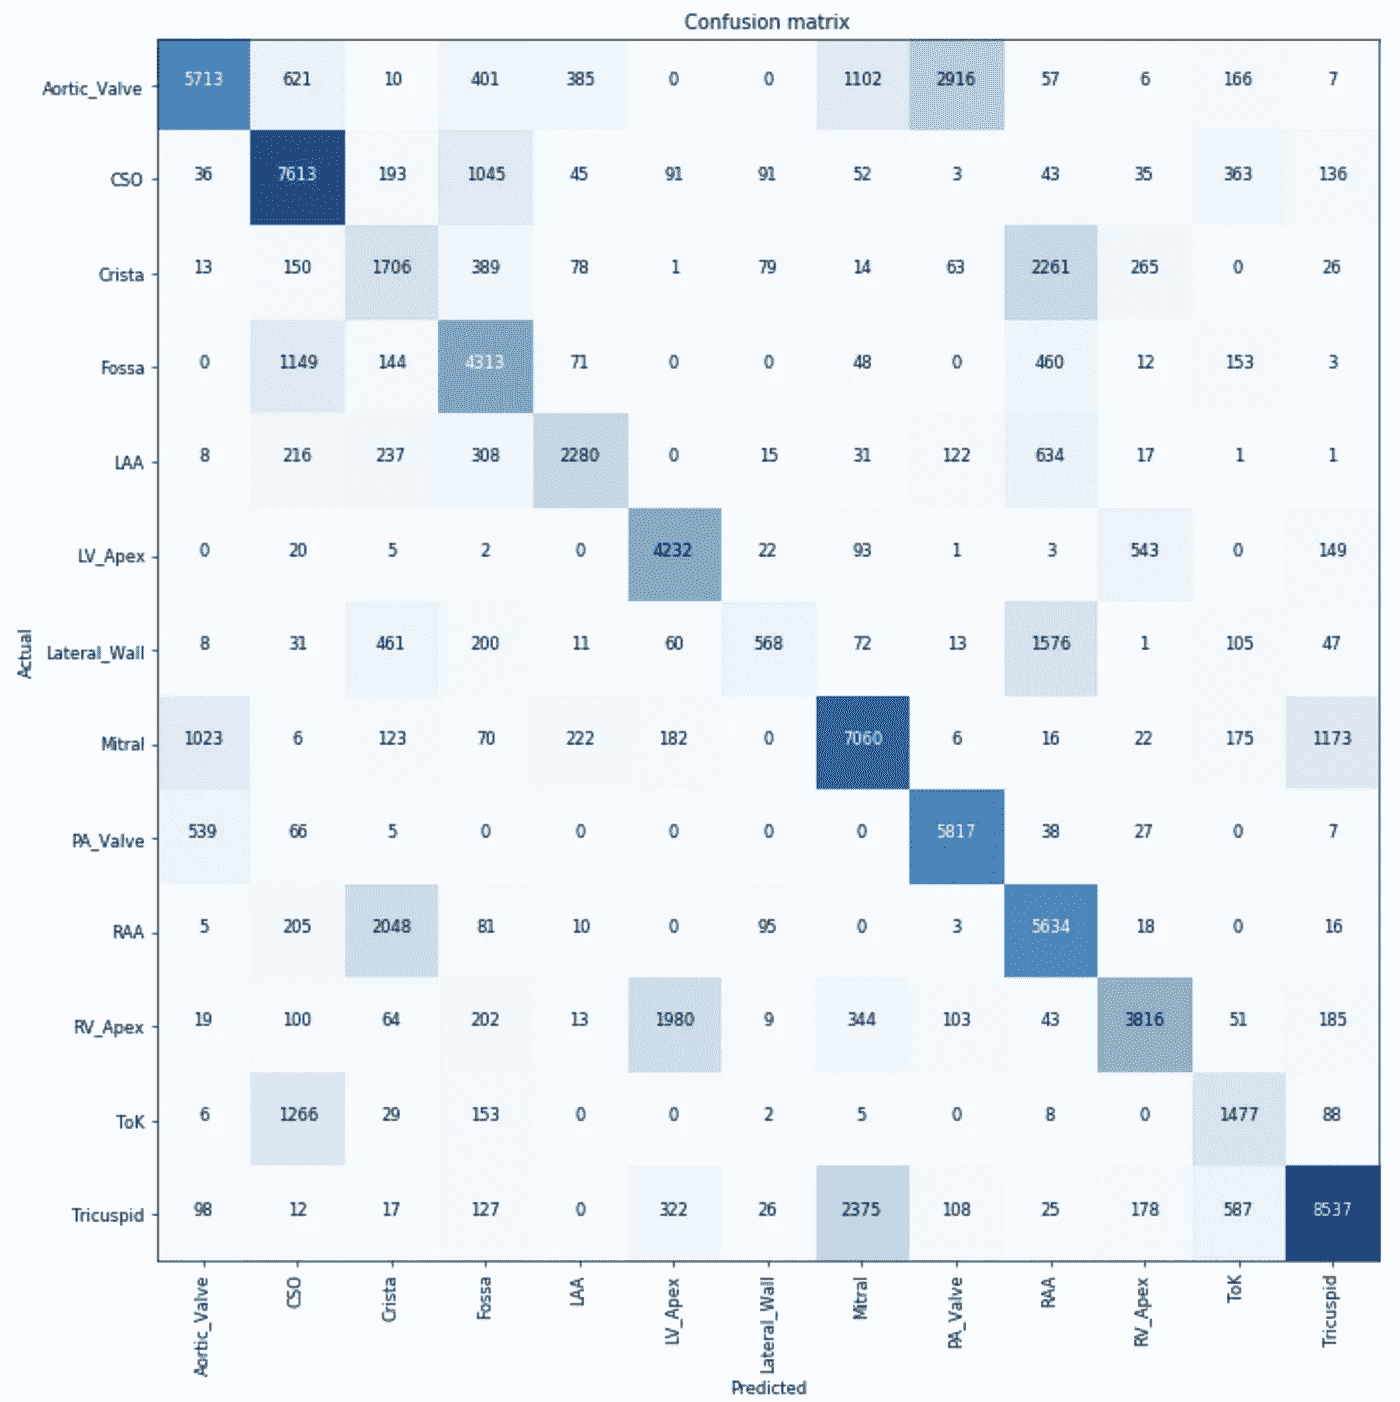 Confusion matrix
Aortic_Valve 5713 621 10 401 385 0 0 1102 2916 57 6 166 7
CSO 36 7613 193 1045 45 91 91 52 3 43 35 363 136
Crista 13 150 1706 389 78 1 79 14 63 2261 265 0 26
Fossa 0 1149 144 4313 71 0 0 48 0 460 12 153 3
LAA 8 216 237 308 2280 0 15 31 122 634 17 1 1
LV_Apex 0 20 5 2 0 4232 22 93 1 3 543 0 149
Actual
Lateral_Wall 8 31 461 200 11 60 568 72 13 1576 1 105 47
Mitral 1023 6 123 70 222 182 0 7060 6 16 22 175 1173
PA_Valve 539 66 5 0 0 0 0 0 5817 38 27 0 7
RAA 5 205 2048 81 10 0 95 0 3 5634 18 0 16
RV_Apex 19 100 64 202 13 1980 9 344 103 43 3816 51 185
ToK 6 1266 29 153 0 0 2 5 0 8 0 1477 88
Tricuspid 98 12 17 127 0 322 26 2375 108 25 178 587 8537
Aortic_Valve CSO Crista Fossa LAA LV_Apex Lateral_Wall Mitral PA_Valve RAA RV_Apex ToK Tricuspid
Predicted